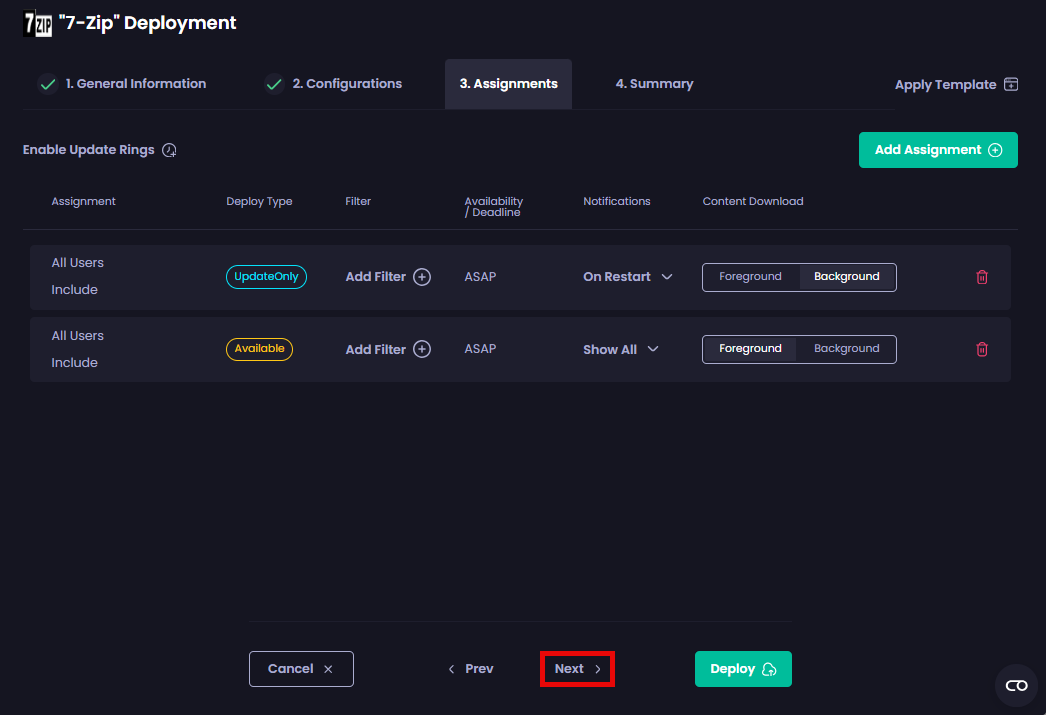 7ZIP "7-Zip" Deployment
1. General Information 2. Configurations 3. Assignments 4. Summary Apply Template
Enable Update Rings Add Assignment
Assignment Deploy Type Filter Availability / Deadline Notifications Content Download
All Users
Include
UpdateOnly Add Filter ASAP On Restart Foreground Background
All Users
Include
Available Add Filter ASAP Show All Foreground Background
Cancel Prev Next Deploy